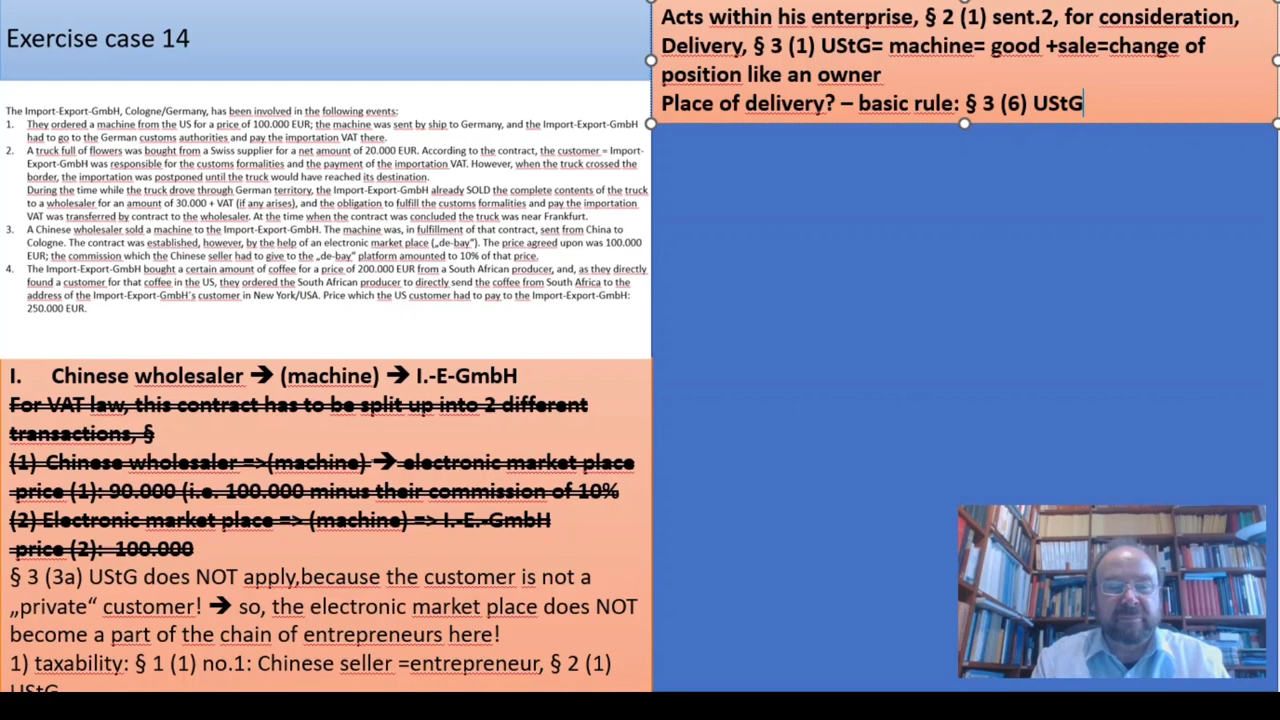 Exercise case 14
The Import-Export-GmbH, Cologne/Germany, has been involved in the following events:
1. They ordered a machine from the US for a price of 100.000 EUR; the machine was sent by ship to Germany, and the Import-Export-GmbH
had to go to the German customs authorities and pay the importation VAT there.
2. A truck full of flowers was bought from a Swiss supplier for a net amount of 20.000 EUR. According to the contract, the customer = Import-
Export-GmbH was responsible for the customs formalities and the payment of the importation VAT. However, when the truck crossed the
border, the importation was postponed until the truck would have reached its destination.
During the time while the truck drove through German territory, the Import-Export-GmbH already SOLD the complete contents of the truck
to a wholesaler for an amount of 30.000 + VAT (if any arises), and the obligation to fulfill the customs formalities and pay the importation
VAT was transferred by contract to the wholesaler. At the time when the contract was concluded the truck was near Frankfurt.
3. A Chinese wholesaler sold a machine to the Import-Export-GmbH. The machine was, in fulfillment of that contract, sent from China to
Cologne. The contract was established, however, by the help of an electronic market place („de-bay“). The price agreed upon was 100.000
EUR; the commission which the Chinese seller had to give to the „de-bay“ platform amounted to 10% of that price.
4. The Import-Export-GmbH bought a certain amount of coffee for a price of 200.000 EUR from a South African producer, and, as they directly
found a customer for that coffee in the US, they ordered the South African producer to directly send the coffee from South Africa to the
address of the Import-Export-GmbH´s customer in New York/USA. Price which the US customer had to pay to the Import-Export-GmbH:
250.000 EUR.
I. Chinese wholesaler ➔ (machine) ➔ I.-E-GmbH
For VAT law, this contract has to be split up into 2 different
transactions, §
(1) Chinese wholesaler =>(machine) ➔ electronic market place
price (1): 90.000 (i.e. 100.000 minus their commission of 10%
(2) Electronic market place => (machine) => I.-E.-GmbH
price (2): 100.000
§ 3 (3a) UStG does NOT apply,because the customer is not a
„private“ customer! ➔ so, the electronic market place does NOT
become a part of the chain of entrepreneurs here!
1) taxability: § 1 (1) no.1: Chinese seller =entrepreneur, § 2 (1)
UStG
Acts within his enterprise, § 2 (1) sent.2, for consideration,
Delivery, § 3 (1) UStG= machine= good +sale=change of
position like an owner
Place of delivery? – basic rule: § 3 (6) UStG